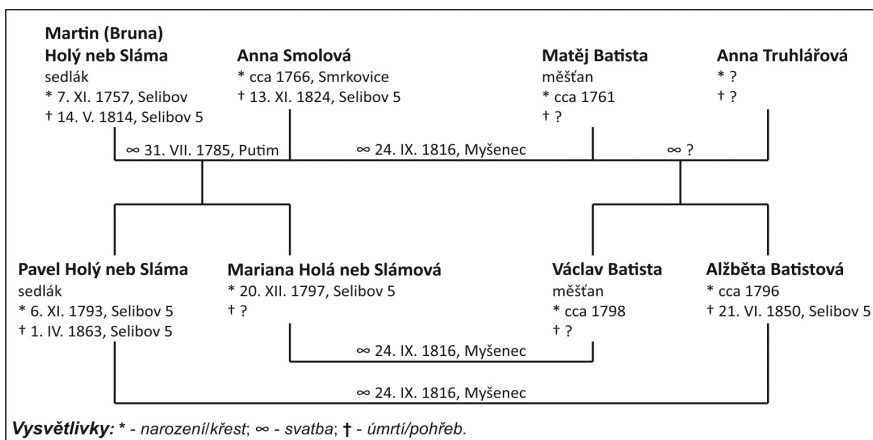 Martin (Bruna)
Holý neb Sláma
sedlák
* 7. XI. 1757, Selibov
† 14. V. 1814, Selibov 5
Anna Smolová
* cca 1766, Smrkovice
† 13. XI. 1824, Selibov 5
Matěj Batista
měšťan
* cca 1761
† ?
Anna Truhlářová
* ?
† ?
∞ 31. VII. 1785, Putim
∞ 24. IX. 1816, Myšenec
∞ ?
Pavel Holý neb Sláma
sedlák
* 6. XI. 1793, Selibov 5
† 1. IV. 1863, Selibov 5
Mariana Holá neb Slámová
* 20. XII. 1797, Selibov 5
† ?
Václav Batista
měšťan
* cca 1798
† ?
Alžběta Batistová
* cca 1796
† 21. VI. 1850, Selibov 5
∞ 24. IX. 1816, Myšenec
∞ 24. IX. 1816, Myšenec
Vysvětlivky: * - narození/křest; ∞ - svatba; † - úmrtí/pohřeb.